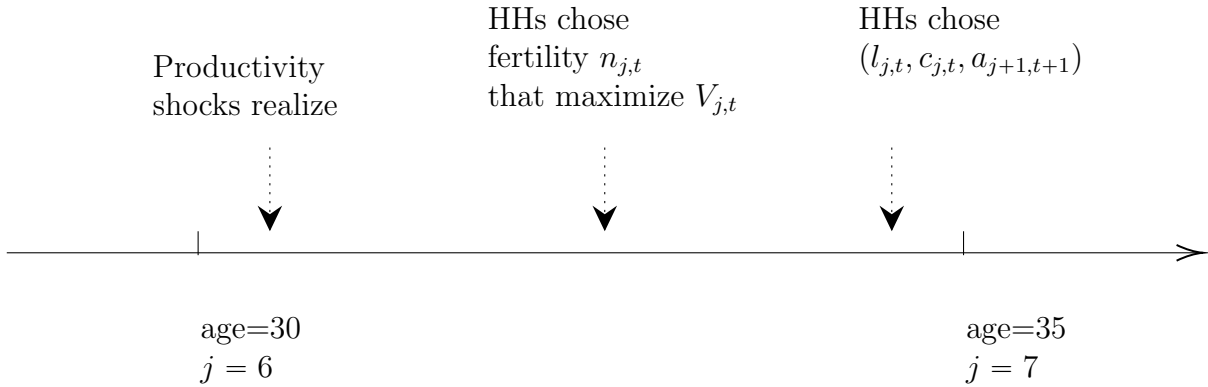 Productivity
shocks realize
HHs chose
fertility $n_{j,t}$
that maximize $V_{j,t}$
HHs chose
$(l_{j,t}, c_{j,t}, a_{j+1,t+1})$
age=30
$j = 6$
age=35
$j = 7$